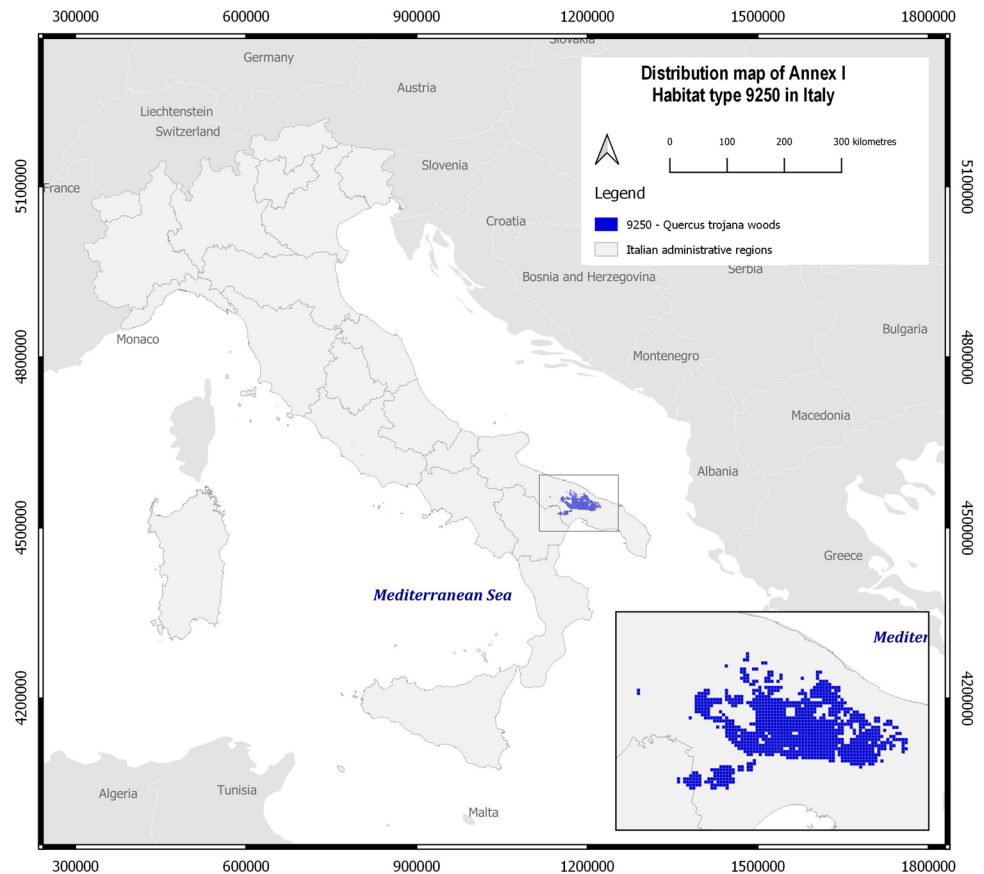 300000 600000 900000 1200000 1500000 1800000
Slovakia
Germany
Austria
Liechtenstein
Switzerland
Slovenia
France
Croatia
Bosnia and Herzegovina
Serbia
Monaco
Montenegro
Bulgaria
Macedonia
Albania
Greece
Algeria
Tunisia
Malta
Distribution map of Annex I
Habitat type 9250 in Italy
0 100 200 300 kilometres
Legend
9250 - Quercus trojana woods
Italian administrative regions
Mediterranean Sea
Mediter
5100000
4800000
4500000
4200000
5100000
4800000
4500000
4200000
300000 600000 900000 1200000 1500000 1800000